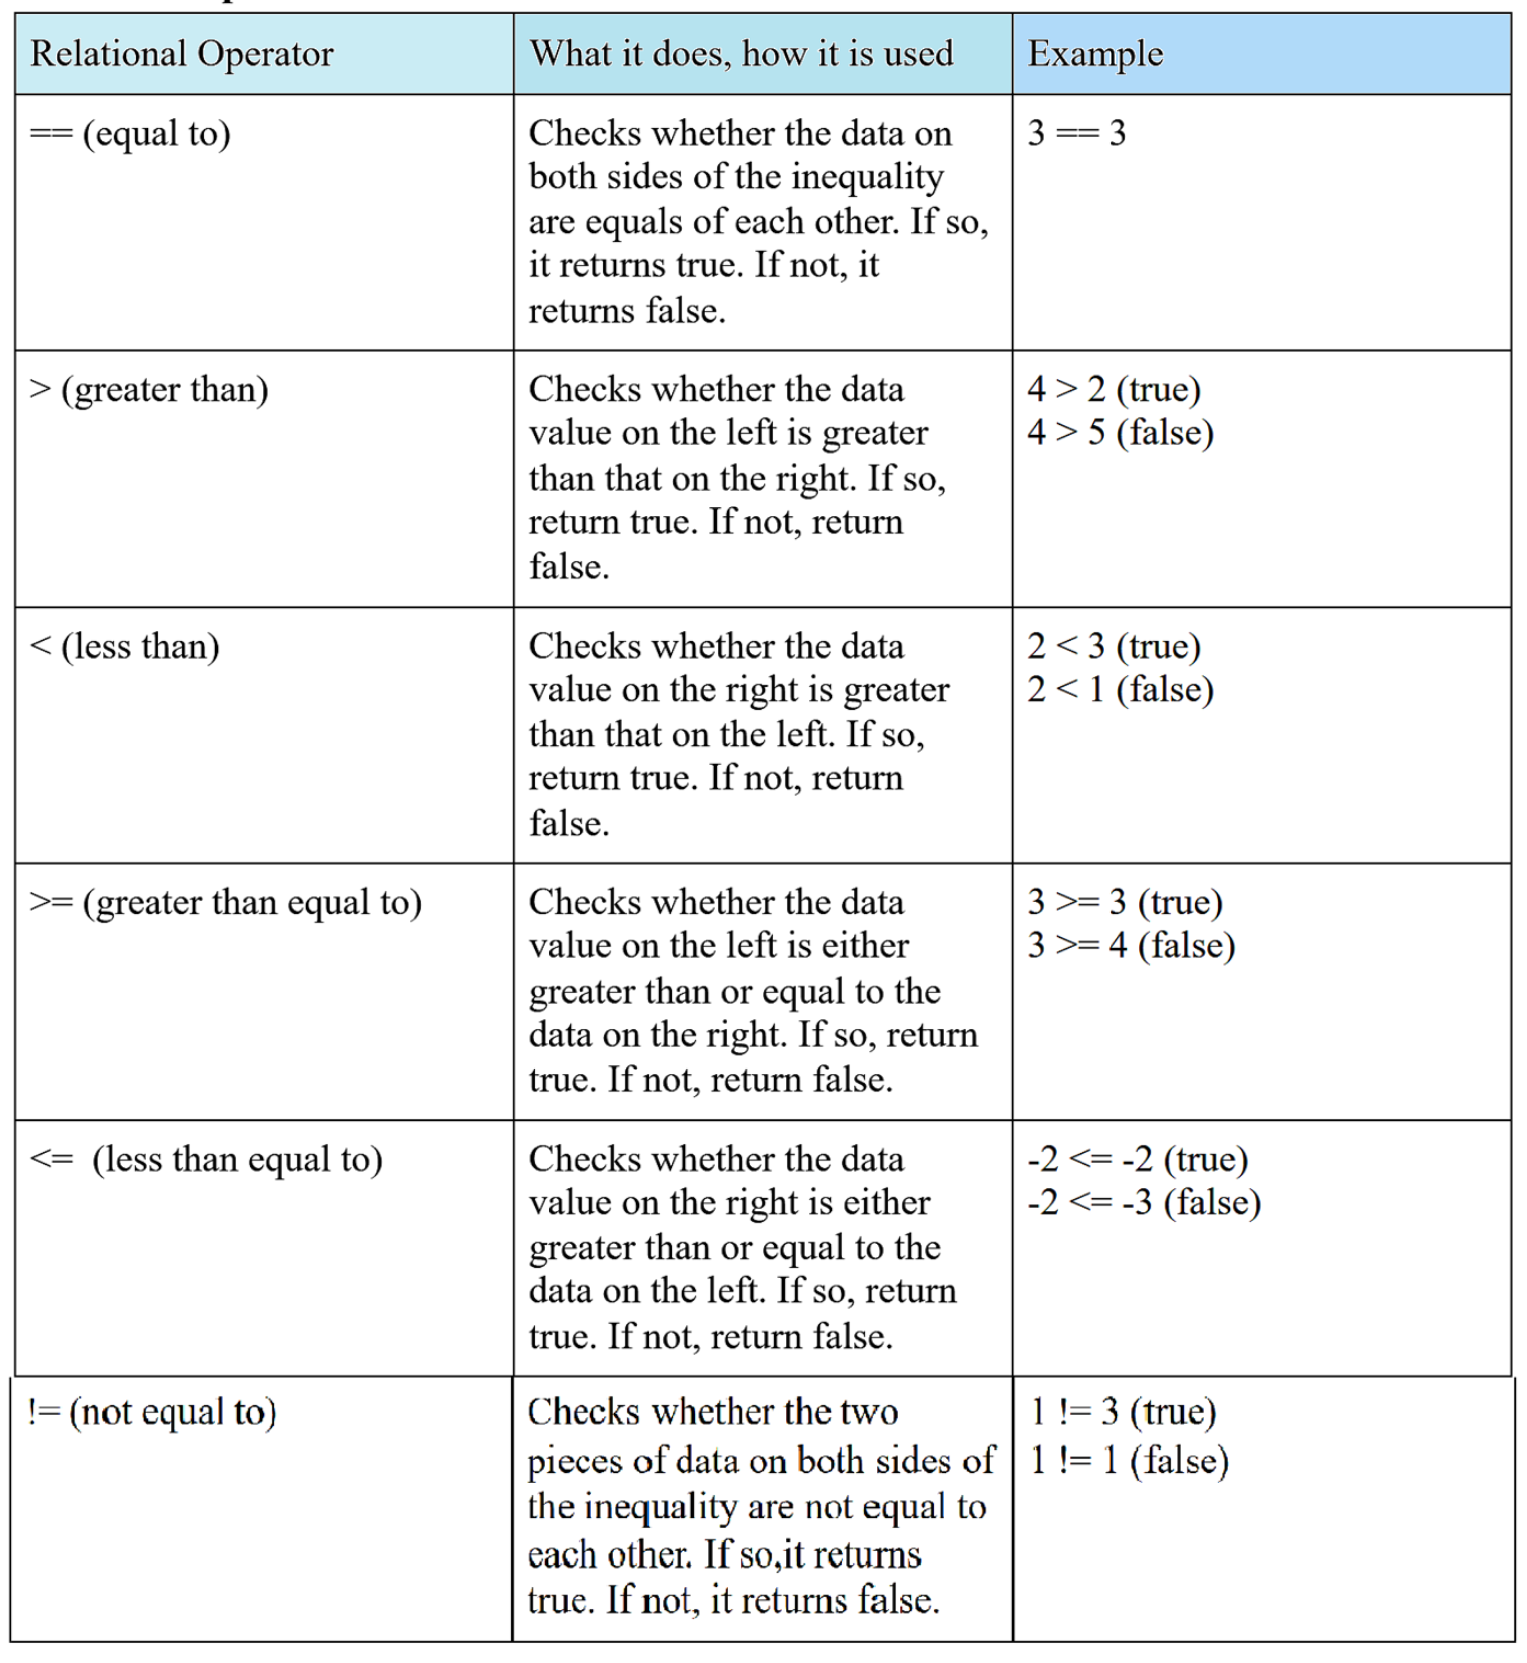 Relational Operator
What it does, how it is used
Example
== (equal to)
Checks whether the data on
both sides of the inequality
are equals of each other. If so,
it returns true. If not, it
returns false.
3 == 3
> (greater than)
Checks whether the data
value on the left is greater
than that on the right. If so,
return true. If not, return
false.
4 > 2 (true)
4 > 5 (false)
< (less than)
Checks whether the data
value on the right is greater
than that on the left. If so,
return true. If not, return
false.
2 < 3 (true)
2 < 1 (false)
>= (greater than equal to)
Checks whether the data
value on the left is either
greater than or equal to the
data on the right. If so, return
true. If not, return false.
3 >= 3 (true)
3 >= 4 (false)
<= (less than equal to)
Checks whether the data
value on the right is either
greater than or equal to the
data on the left. If so, return
true. If not, return false.
-2 <= -2 (true)
-2 <= -3 (false)
!= (not equal to)
Checks whether the two
pieces of data on both sides of
the inequality are not equal to
each other. If so,it returns
true. If not, it returns false.
1 != 3 (true)
1 != 1 (false)